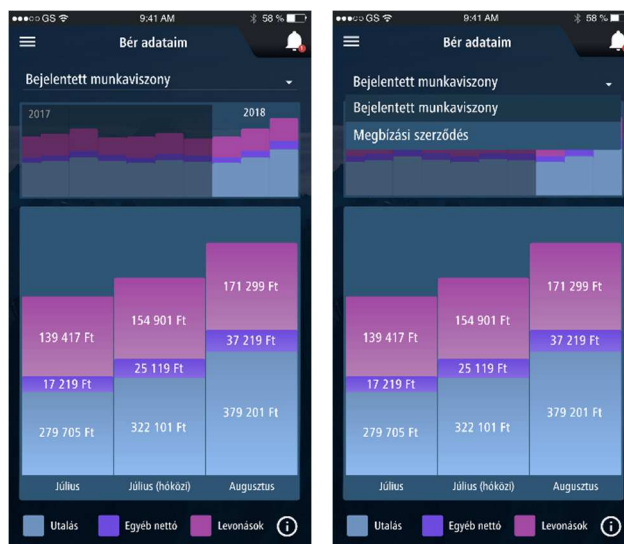 GS 9:41 AM 58 %
Bér adataim
Bejelentett munkaviszony
2017 2018
171 299 Ft
154 901 Ft
139 417 Ft
37 219 Ft
25 119 Ft
17 219 Ft
379 201 Ft
322 101 Ft
279 705 Ft
Július Július (hóközi) Augusztus
Utalás Egyéb nettó Levonások
GS 9:41 AM 58 %
Bér adataim
Bejelentett munkaviszony
Bejelentett munkaviszony
Megbízási szerződés
171 299 Ft
154 901 Ft
139 417 Ft
37 219 Ft
25 119 Ft
17 219 Ft
379 201 Ft
322 101 Ft
279 705 Ft
Július Július (hóközi) Augusztus
Utalás Egyéb nettó Levonások